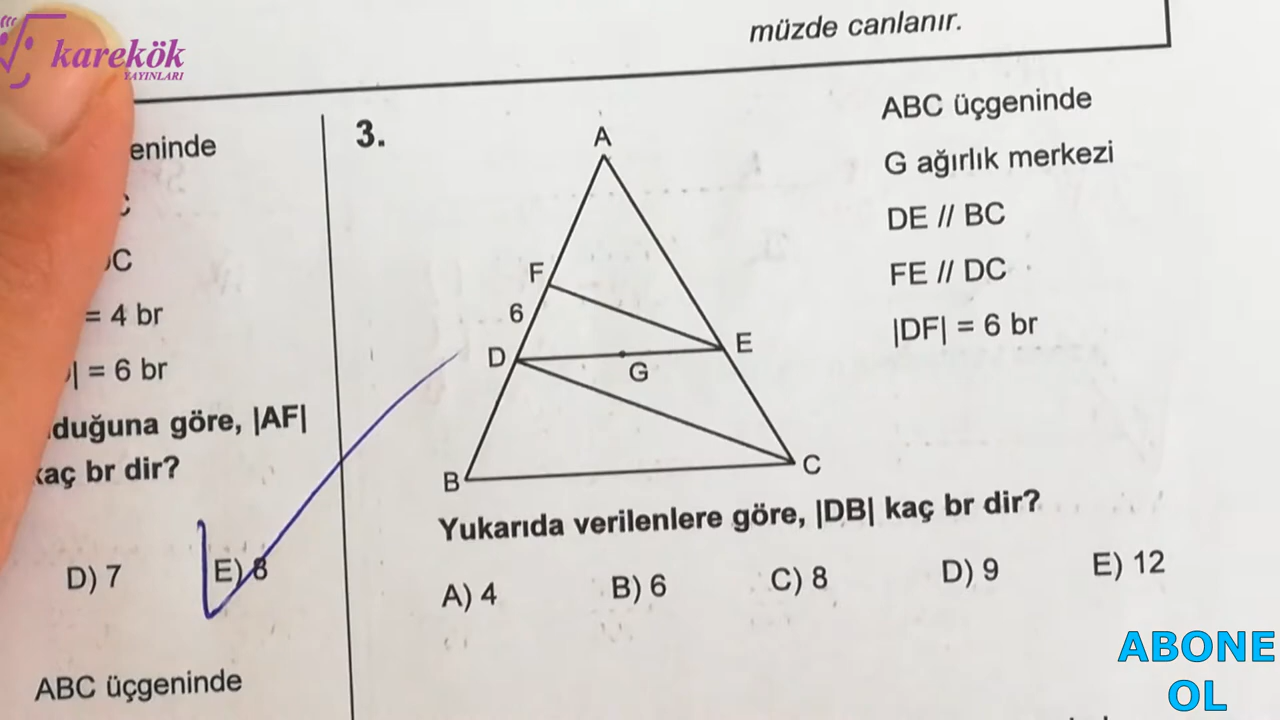 karekök
YAYINLARI
müzde canlanır.
eninde
C
= 4 br
| = 6 br
duğuna göre, |AF|
kaç br dir?
D) 7 E) 8
ABC üçgeninde
3.
A
F
6
D
E
G
B
C
ABC üçgeninde
G ağırlık merkezi
DE // BC
FE // DC
|DF| = 6 br
Yukarıda verilenlere göre, |DB| kaç br dir?
A) 4 B) 6 C) 8 D) 9 E) 12
ABONE
OL